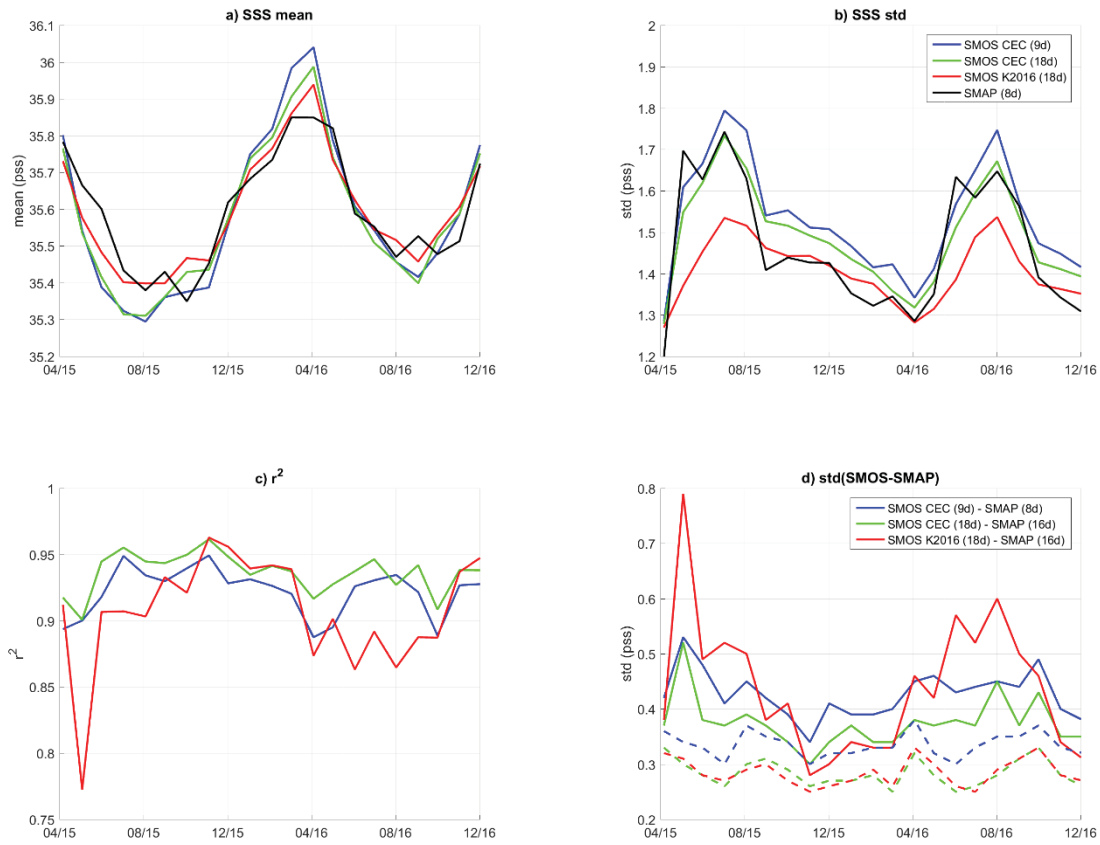 a) SSS mean
36.1
36
35.9
35.8
35.7
35.6
35.5
35.4
35.3
35.2
mean (pss)
04/15 08/15 12/15 04/16 08/16 12/16
b) SSS std
2
1.9
1.8
1.7
1.6
1.5
1.4
1.3
1.2
std (pss)
SMOS CEC (9d)
SMOS CEC (18d)
SMOS K2016 (18d)
SMAP (8d)
04/15 08/15 12/15 04/16 08/16 12/16
c) r²
1
0.95
0.9
0.85
0.8
0.75
r²
04/15 08/15 12/15 04/16 08/16 12/16
d) std(SMOS-SMAP)
0.8
0.7
0.6
0.5
0.4
0.3
0.2
std (pss)
SMOS CEC (9d) - SMAP (8d)
SMOS CEC (18d) - SMAP (16d)
SMOS K2016 (18d) - SMAP (16d)
04/15 08/15 12/15 04/16 08/16 12/16